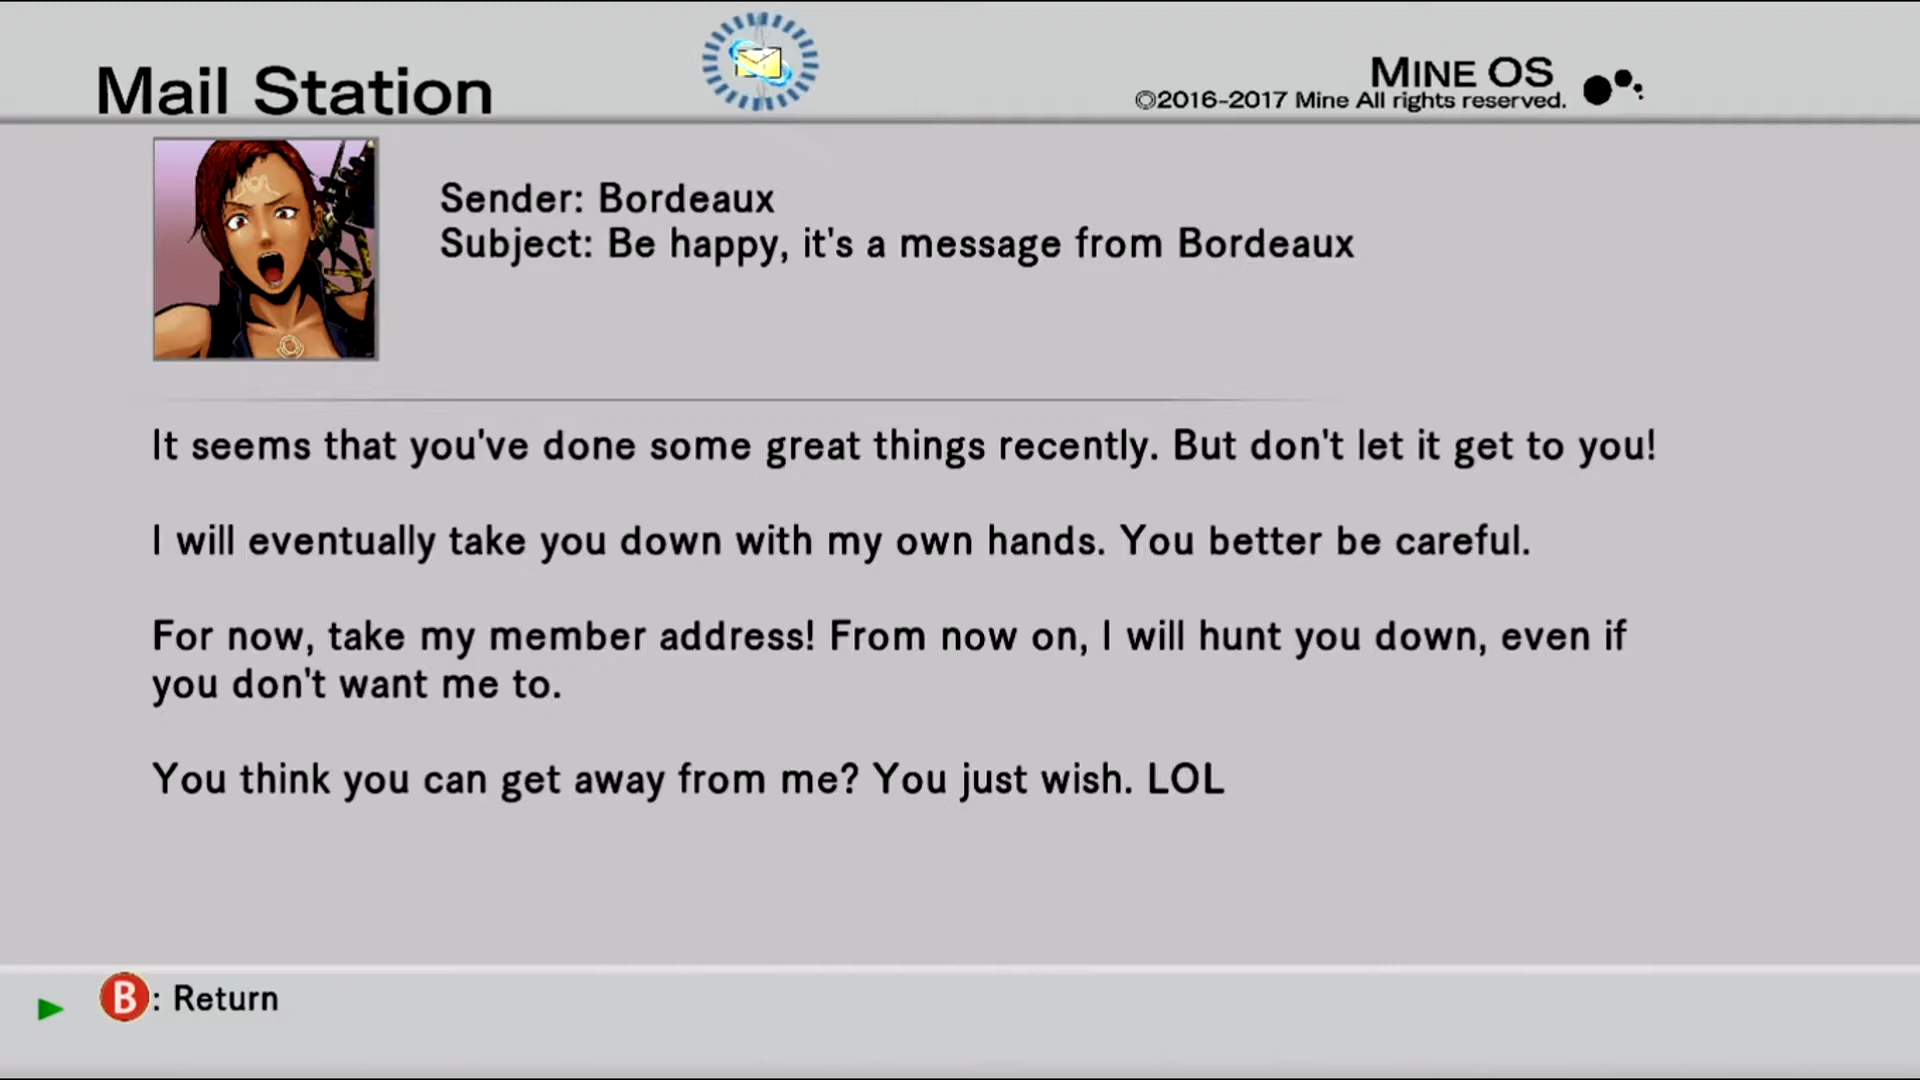 Mail Station
MINE OS
©2016-2017 Mine All rights reserved.
Sender: Bordeaux
Subject: Be happy, it's a message from Bordeaux
It seems that you've done some great things recently. But don't let it get to you!
I will eventually take you down with my own hands. You better be careful.
For now, take my member address! From now on, I will hunt you down, even if
you don't want me to.
You think you can get away from me? You just wish. LOL
B: Return